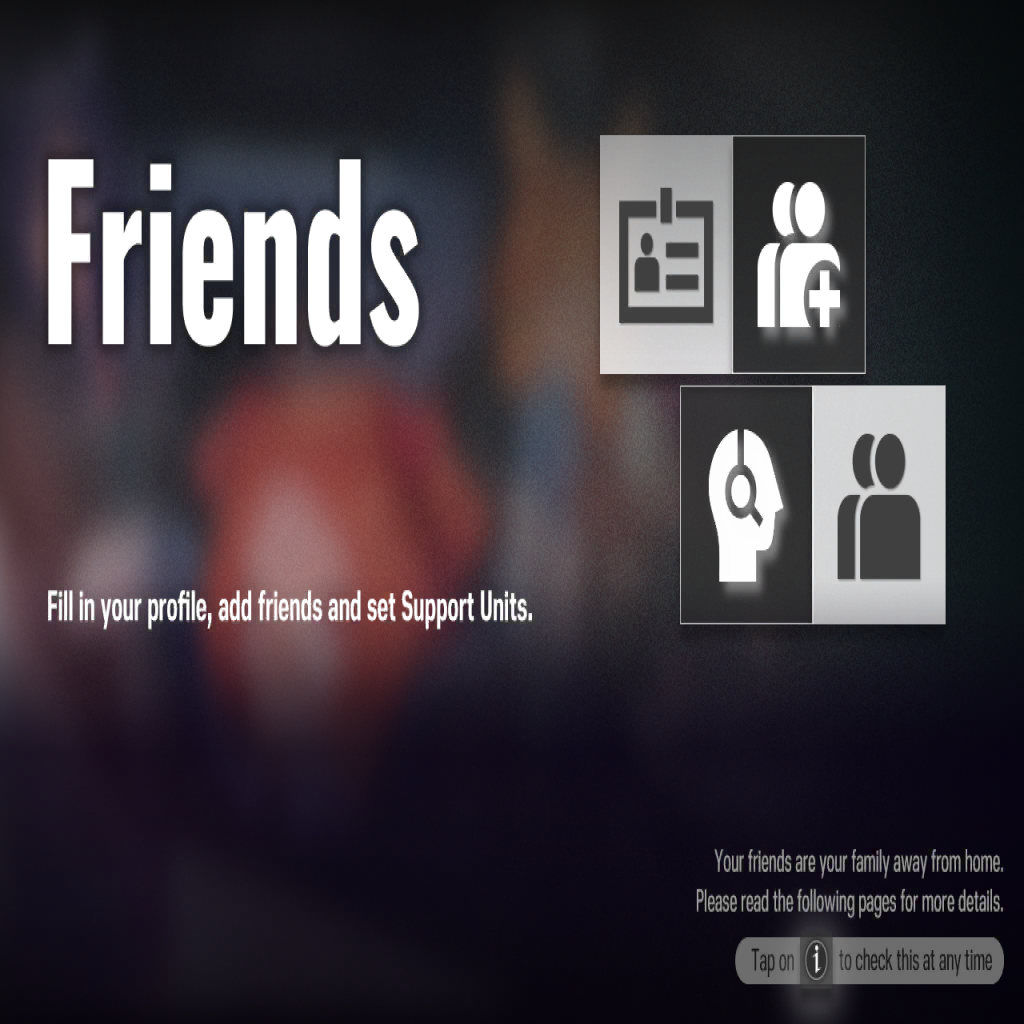 Friends
Fill in your profile, add friends and set Support Units.
Your friends are your family away from home.
Please read the following pages for more details.
Tap on i to check this at any time